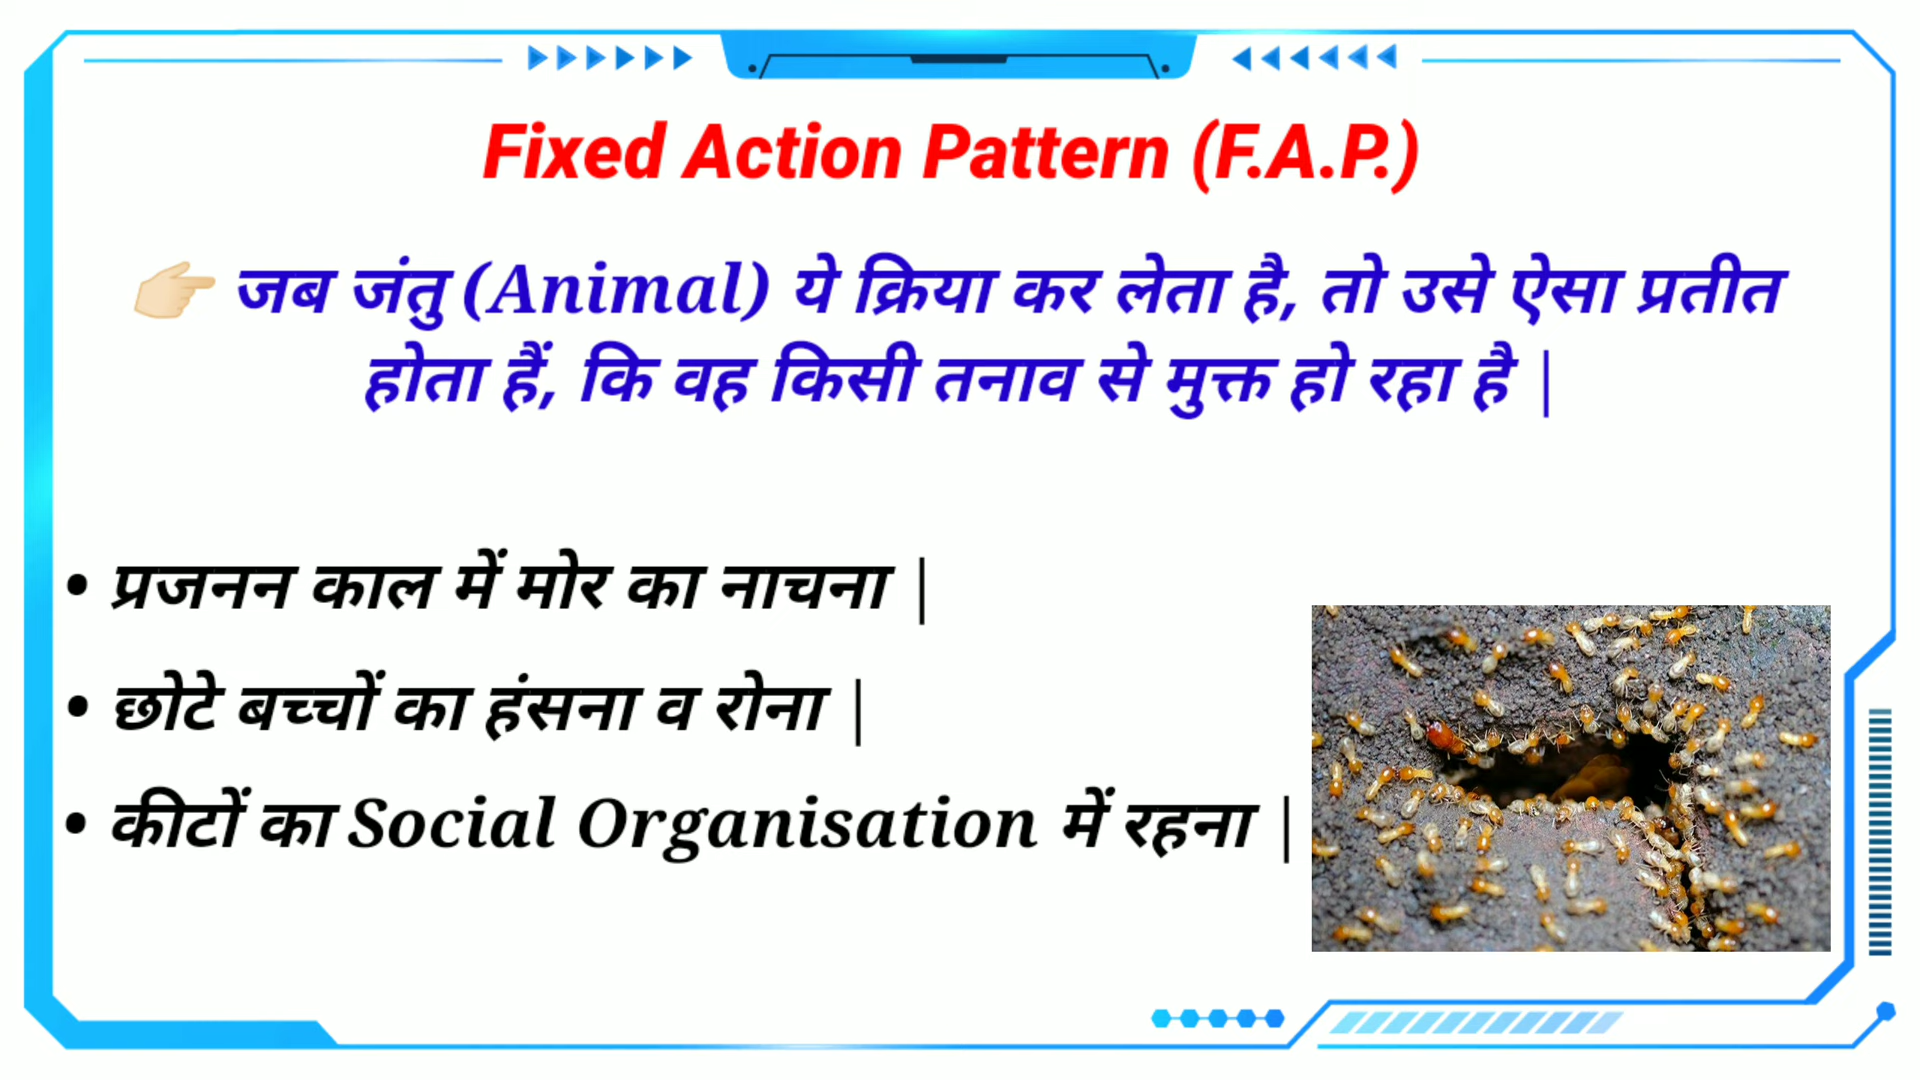 Fixed Action Pattern (F.A.P.)
👉🏻 जब जंतु (Animal) ये क्रिया कर लेता है, तो उसे ऐसा प्रतीत
होता हैं, कि वह किसी तनाव से मुक्त हो रहा है |
• प्रजनन काल में मोर का नाचना |
• छोटे बच्चों का हंसना व रोना |
• कीटों का Social Organisation में रहना |